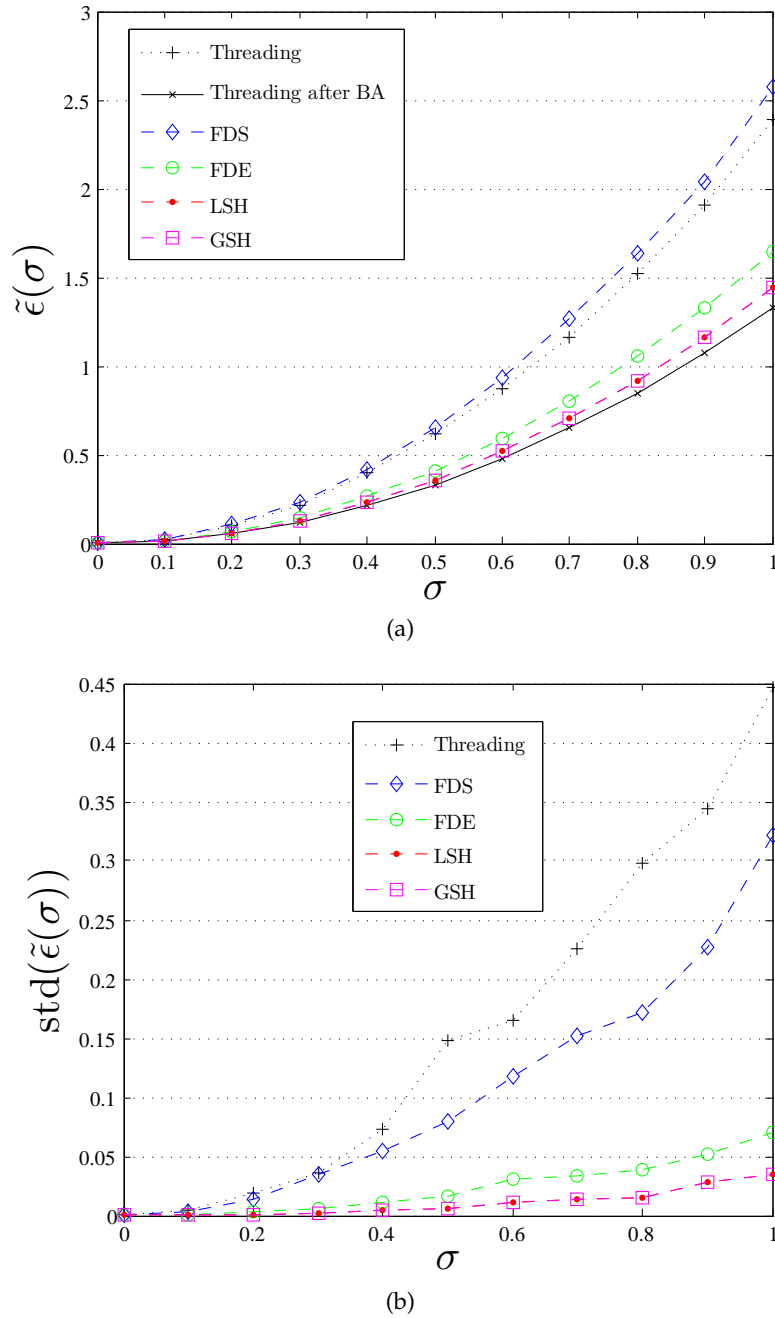 3
2.5
2
1.5
1
0.5
0
Threading
Threading after BA
FDS
FDE
LSH
GSH
ϵ̃(σ)
0 0.1 0.2 0.3 0.4 0.5 0.6 0.7 0.8 0.9 1
σ
(a)
0.45
0.4
0.35
0.3
0.25
0.2
0.15
0.1
0.05
0
Threading
FDS
FDE
LSH
GSH
std(ϵ̃(σ))
0 0.2 0.4 0.6 0.8 1
σ
(b)